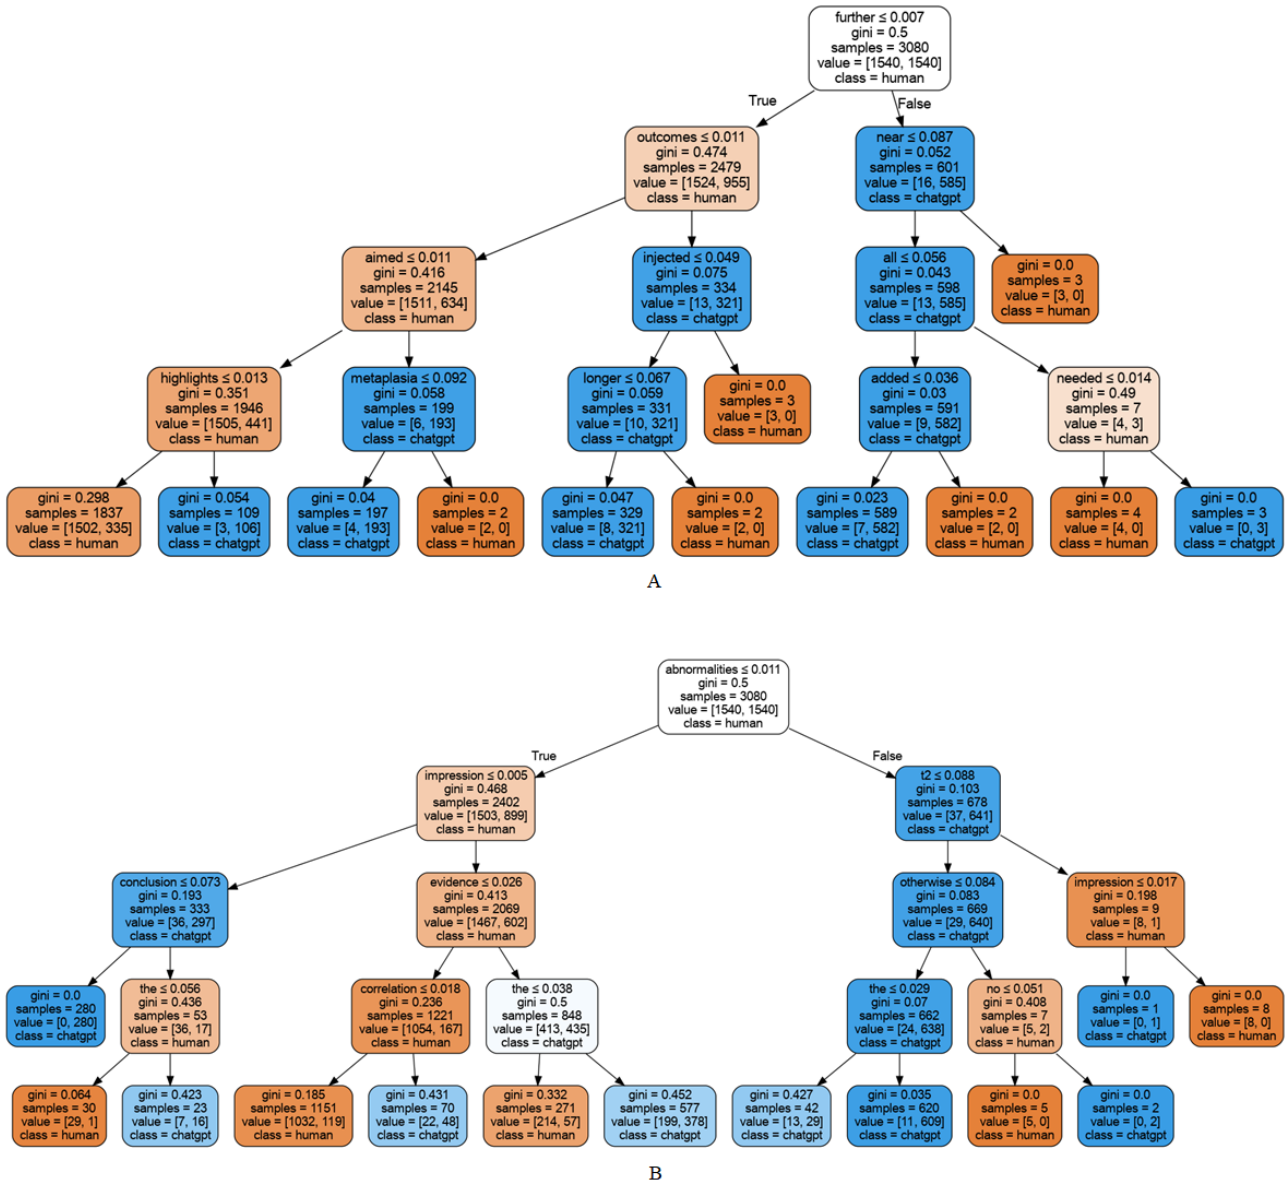 further ≤ 0.007
gini = 0.5
samples = 3080
value = [1540, 1540]
class = human
True
False
outcomes ≤ 0.011
gini = 0.474
samples = 2479
value = [1524, 955]
class = human
near ≤ 0.087
gini = 0.052
samples = 601
value = [16, 585]
class = chatgpt
aimed ≤ 0.011
gini = 0.416
samples = 2145
value = [1511, 634]
class = human
injected ≤ 0.049
gini = 0.075
samples = 334
value = [13, 321]
class = chatgpt
all ≤ 0.056
gini = 0.043
samples = 598
value = [13, 585]
class = chatgpt
gini = 0.0
samples = 3
value = [3, 0]
class = human
highlights ≤ 0.013
gini = 0.351
samples = 1946
value = [1505, 441]
class = human
metaplasia ≤ 0.092
gini = 0.058
samples = 199
value = [6, 193]
class = chatgpt
longer ≤ 0.067
gini = 0.059
samples = 331
value = [10, 321]
class = chatgpt
gini = 0.0
samples = 3
value = [3, 0]
class = human
added ≤ 0.036
gini = 0.03
samples = 591
value = [9, 582]
class = chatgpt
needed ≤ 0.014
gini = 0.49
samples = 7
value = [4, 3]
class = human
gini = 0.298
samples = 1837
value = [1502, 335]
class = human
gini = 0.054
samples = 109
value = [3, 106]
class = chatgpt
gini = 0.04
samples = 197
value = [4, 193]
class = chatgpt
gini = 0.0
samples = 2
value = [2, 0]
class = human
gini = 0.047
samples = 329
value = [8, 321]
class = chatgpt
gini = 0.0
samples = 2
value = [2, 0]
class = human
gini = 0.023
samples = 589
value = [7, 582]
class = chatgpt
gini = 0.0
samples = 2
value = [2, 0]
class = human
gini = 0.0
samples = 4
value = [4, 0]
class = human
gini = 0.0
samples = 3
value = [0, 3]
class = chatgpt
A
abnormalities ≤ 0.011
gini = 0.5
samples = 3080
value = [1540, 1540]
class = human
True
False
impression ≤ 0.005
gini = 0.468
samples = 2402
value = [1503, 899]
class = human
t2 ≤ 0.088
gini = 0.103
samples = 678
value = [37, 641]
class = chatgpt
conclusion ≤ 0.073
gini = 0.193
samples = 333
value = [36, 297]
class = chatgpt
evidence ≤ 0.026
gini = 0.413
samples = 2069
value = [1467, 602]
class = human
otherwise ≤ 0.084
gini = 0.083
samples = 669
value = [29, 640]
class = chatgpt
impression ≤ 0.017
gini = 0.198
samples = 9
value = [8, 1]
class = human
gini = 0.0
samples = 280
value = [0, 280]
class = chatgpt
the ≤ 0.056
gini = 0.436
samples = 53
value = [36, 17]
class = human
correlation ≤ 0.018
gini = 0.236
samples = 1221
value = [1054, 167]
class = human
the ≤ 0.038
gini = 0.5
samples = 848
value = [413, 435]
class = chatgpt
the ≤ 0.029
gini = 0.07
samples = 662
value = [24, 638]
class = chatgpt
no ≤ 0.051
gini = 0.408
samples = 7
value = [5, 2]
class = human
gini = 0.0
samples = 1
value = [0, 1]
class = chatgpt
gini = 0.0
samples = 8
value = [8, 0]
class = human
gini = 0.064
samples = 30
value = [29, 1]
class = human
gini = 0.423
samples = 23
value = [7, 16]
class = chatgpt
gini = 0.185
samples = 1151
value = [1032, 119]
class = human
gini = 0.431
samples = 70
value = [22, 48]
class = chatgpt
gini = 0.332
samples = 271
value = [214, 57]
class = human
gini = 0.452
samples = 577
value = [199, 378]
class = chatgpt
gini = 0.427
samples = 42
value = [13, 29]
class = chatgpt
gini = 0.035
samples = 620
value = [11, 609]
class = chatgpt
gini = 0.0
samples = 5
value = [5, 0]
class = human
gini = 0.0
samples = 2
value = [0, 2]
class = chatgpt
B